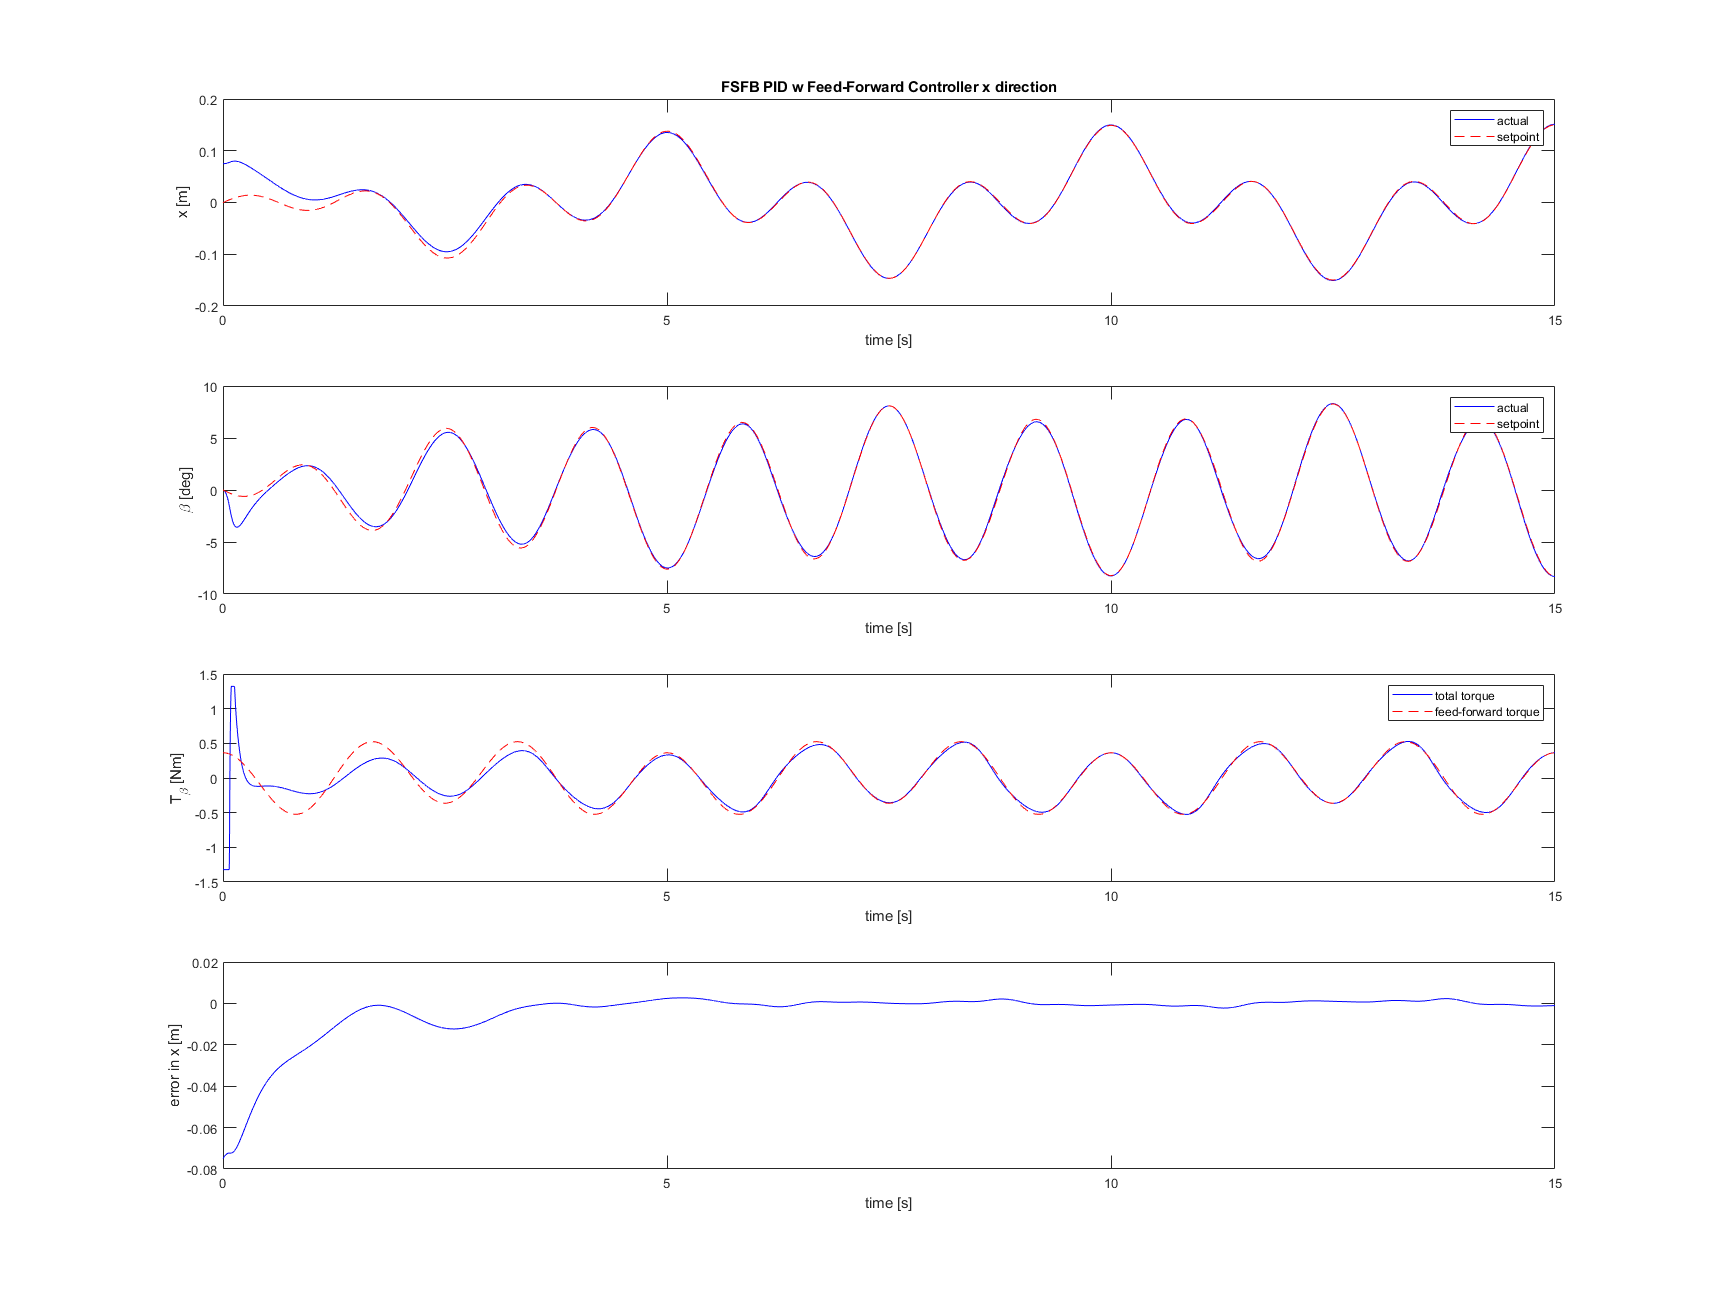 FSFB PID w Feed-Forward Controller x direction
0.2
0.1
0
-0.1
-0.2
x [m]
actual
setpoint
0
5
10
15
time [s]
10
5
0
-5
-10
β [deg]
actual
setpoint
0
5
10
15
time [s]
1.5
1
0.5
0
-0.5
-1
-1.5
Tβ [Nm]
total torque
feed-forward torque
0
5
10
15
time [s]
0.02
0
-0.02
-0.04
-0.06
-0.08
error in x [m]
0
5
10
15
time [s]